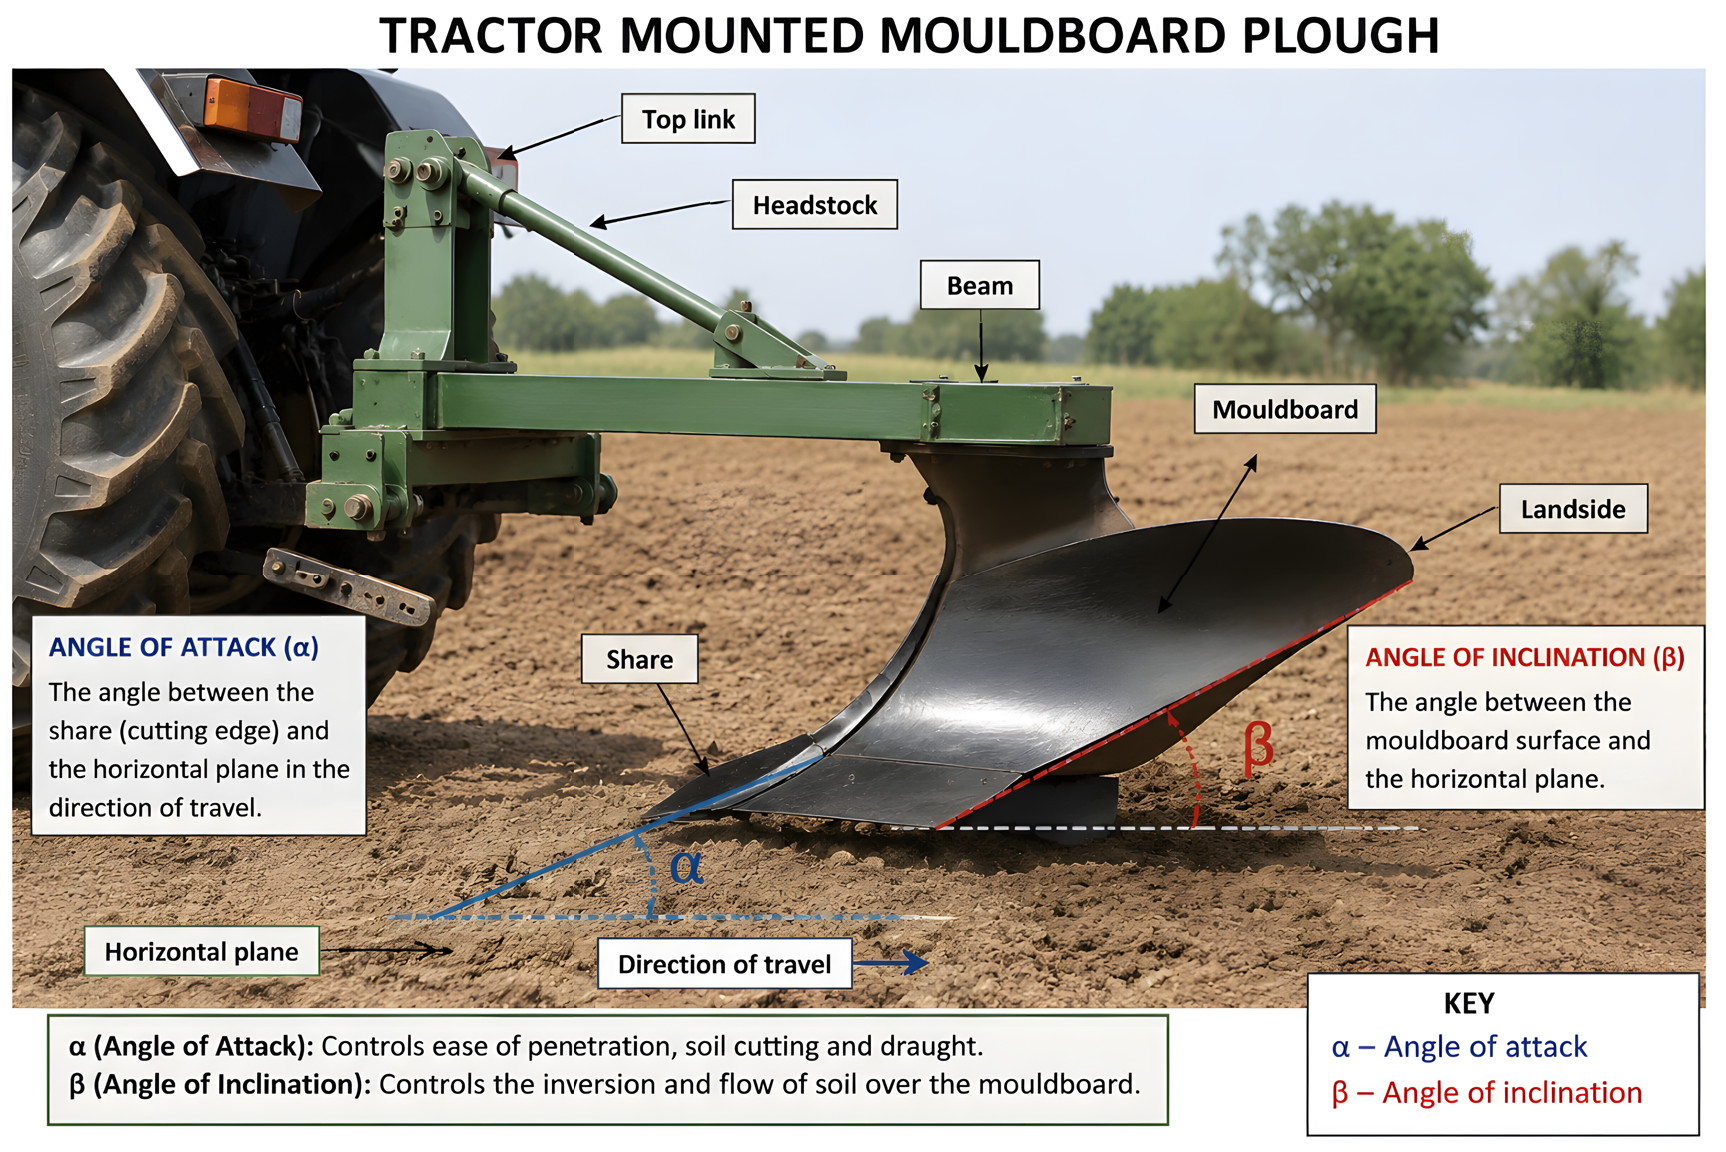 TRACTOR MOUNTED MOULDBOARD PLOUGH
Top link
Headstock
Beam
Mouldboard
Landside
Share
ANGLE OF ATTACK (α)
The angle between the
share (cutting edge) and
the horizontal plane in the
direction of travel.
ANGLE OF INCLINATION (β)
The angle between the
mouldboard surface and
the horizontal plane.
β
α
Horizontal plane
Direction of travel
KEY
α – Angle of attack
β – Angle of inclination
α (Angle of Attack): Controls ease of penetration, soil cutting and draught.
β (Angle of Inclination): Controls the inversion and flow of soil over the mouldboard.